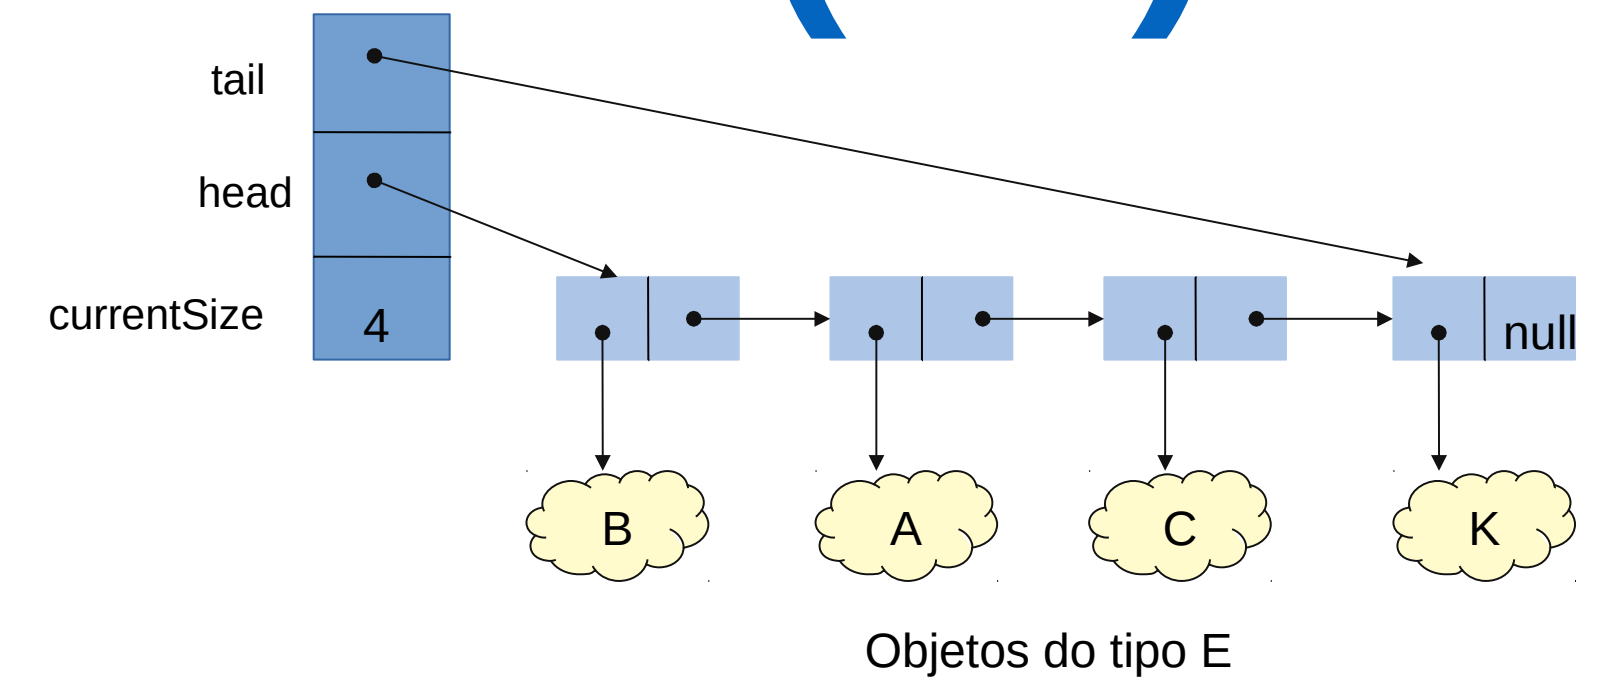 tail
head
currentSize
4
null
B
A
C
K
Objetos do tipo E